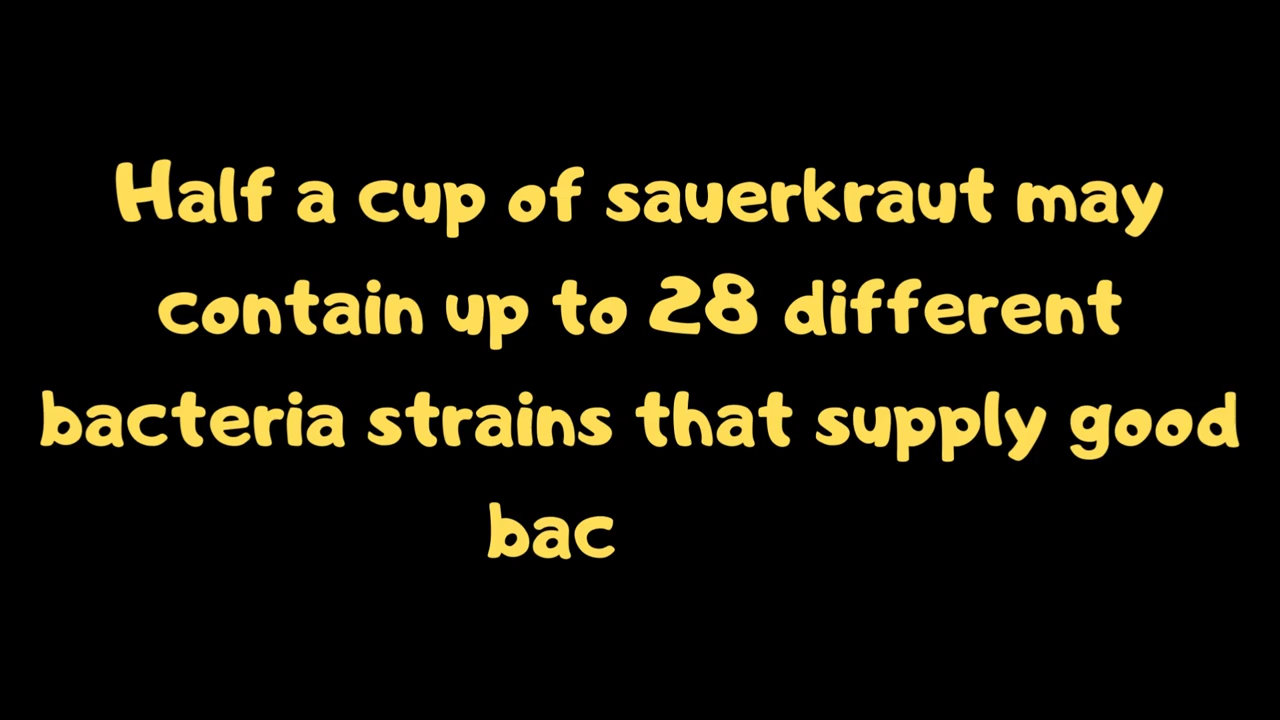 Half a cup of sauerkraut may
contain up to 28 different
bacteria strains that supply good
bac